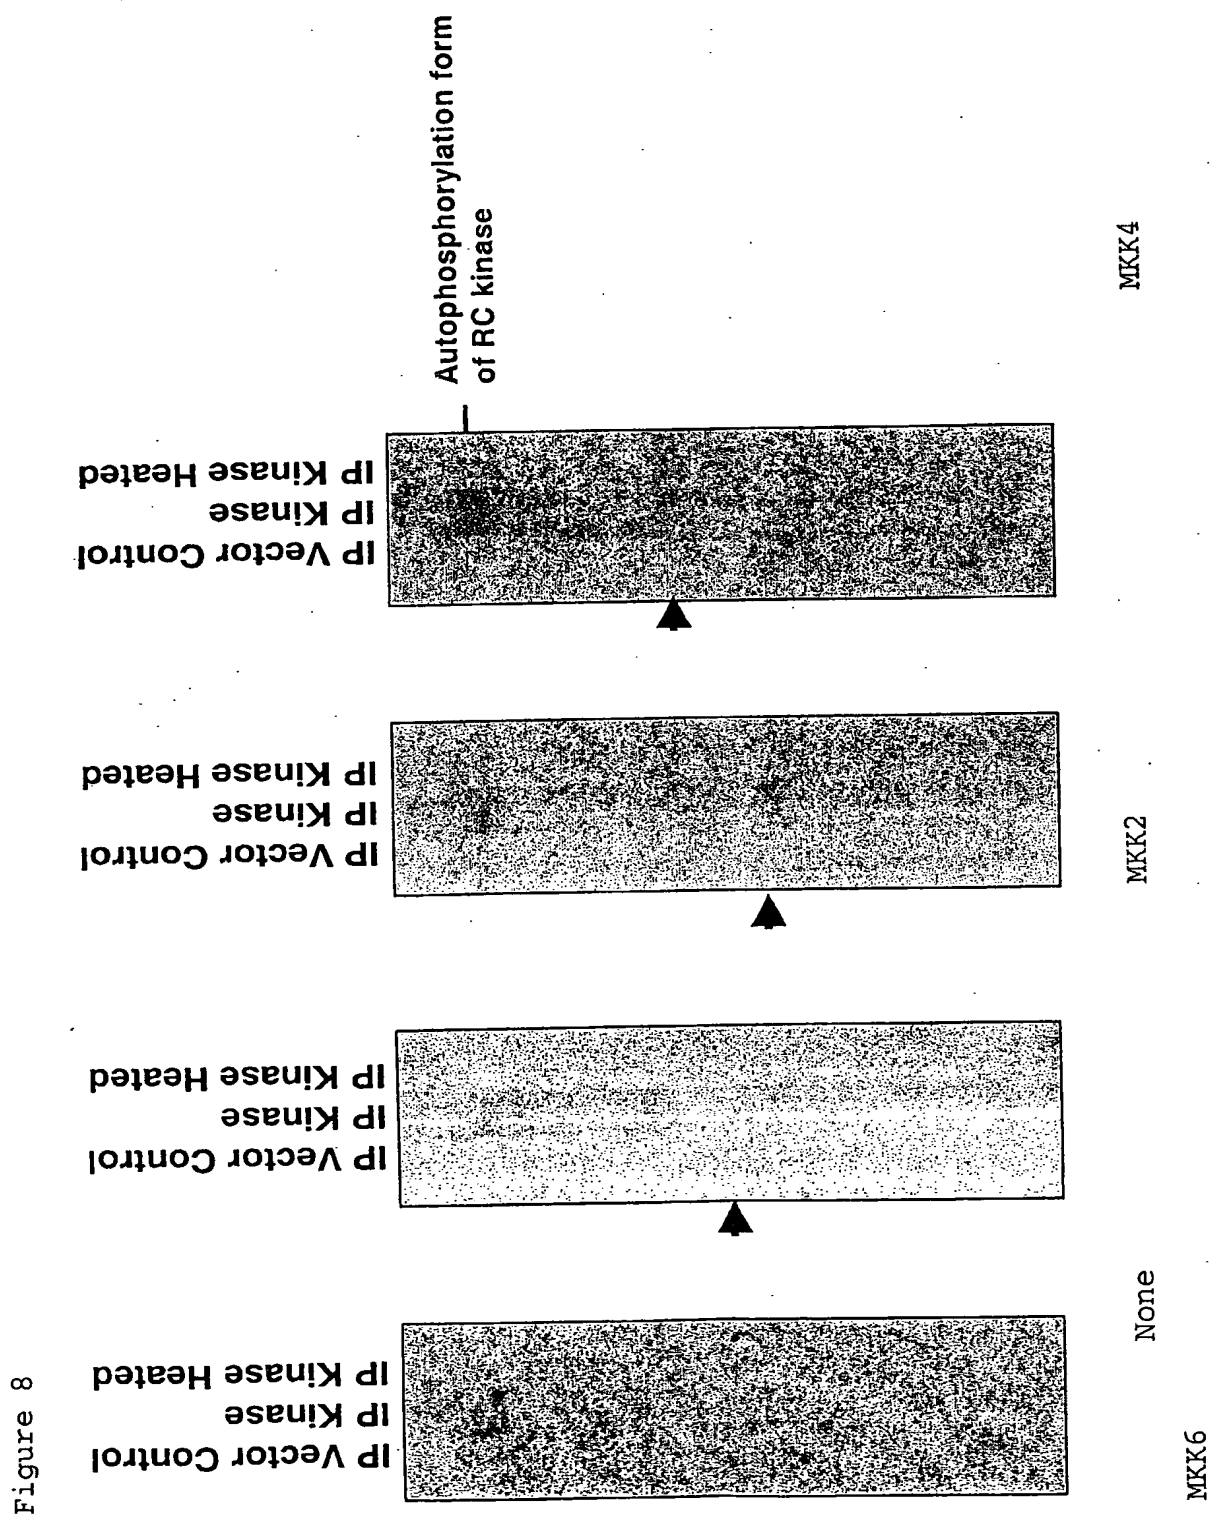 Figure 8
IP Vector Control
IP Kinase
IP Kinase Heated
IP Vector Control
IP Kinase
IP Kinase Heated
IP Vector Control
IP Kinase
IP Kinase Heated
IP Vector Control
IP Kinase
IP Kinase Heated
Autophosphorylation form
of RC kinase
MKK6
None
MKK2
MKK4